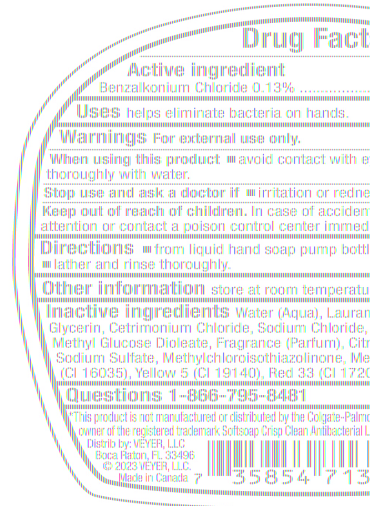 Drug Fact
Active ingredient
Benzalkonium Chloride 0.13% ...................
Uses helps eliminate bacteria on hands.
Warnings For external use only.
When using this product ■ avoid contact with e
thoroughly with water.
Stop use and ask a doctor if ■ irritation or redne
Keep out of reach of children. In case of acciden
attention or contact a poison control center immed
Directions ■ from liquid hand soap pump bottl
■ lather and rinse thoroughly.
Other information store at room temperatu
Inactive ingredients Water (Aqua), Lauram
Glycerin, Cetrimonium Chloride, Sodium Chloride,
Methyl Glucose Dioleate, Fragrance (Parfum), Citr
Sodium Sulfate, Methylchloroisothiazolinone, Me
(CI 16035), Yellow 5 (CI 19140), Red 33 (CI 1720
Questions 1-866-795-8481
*This product is not manufactured or distributed by the Colgate-Palmo
owner of the registered trademark Softsoap Crisp Clean Antibacterial L
Distrib by: VEYER, LLC
Boca Raton, FL 33496
© 2023 VEYER, LLC.
Made in Canada
7 35854 713